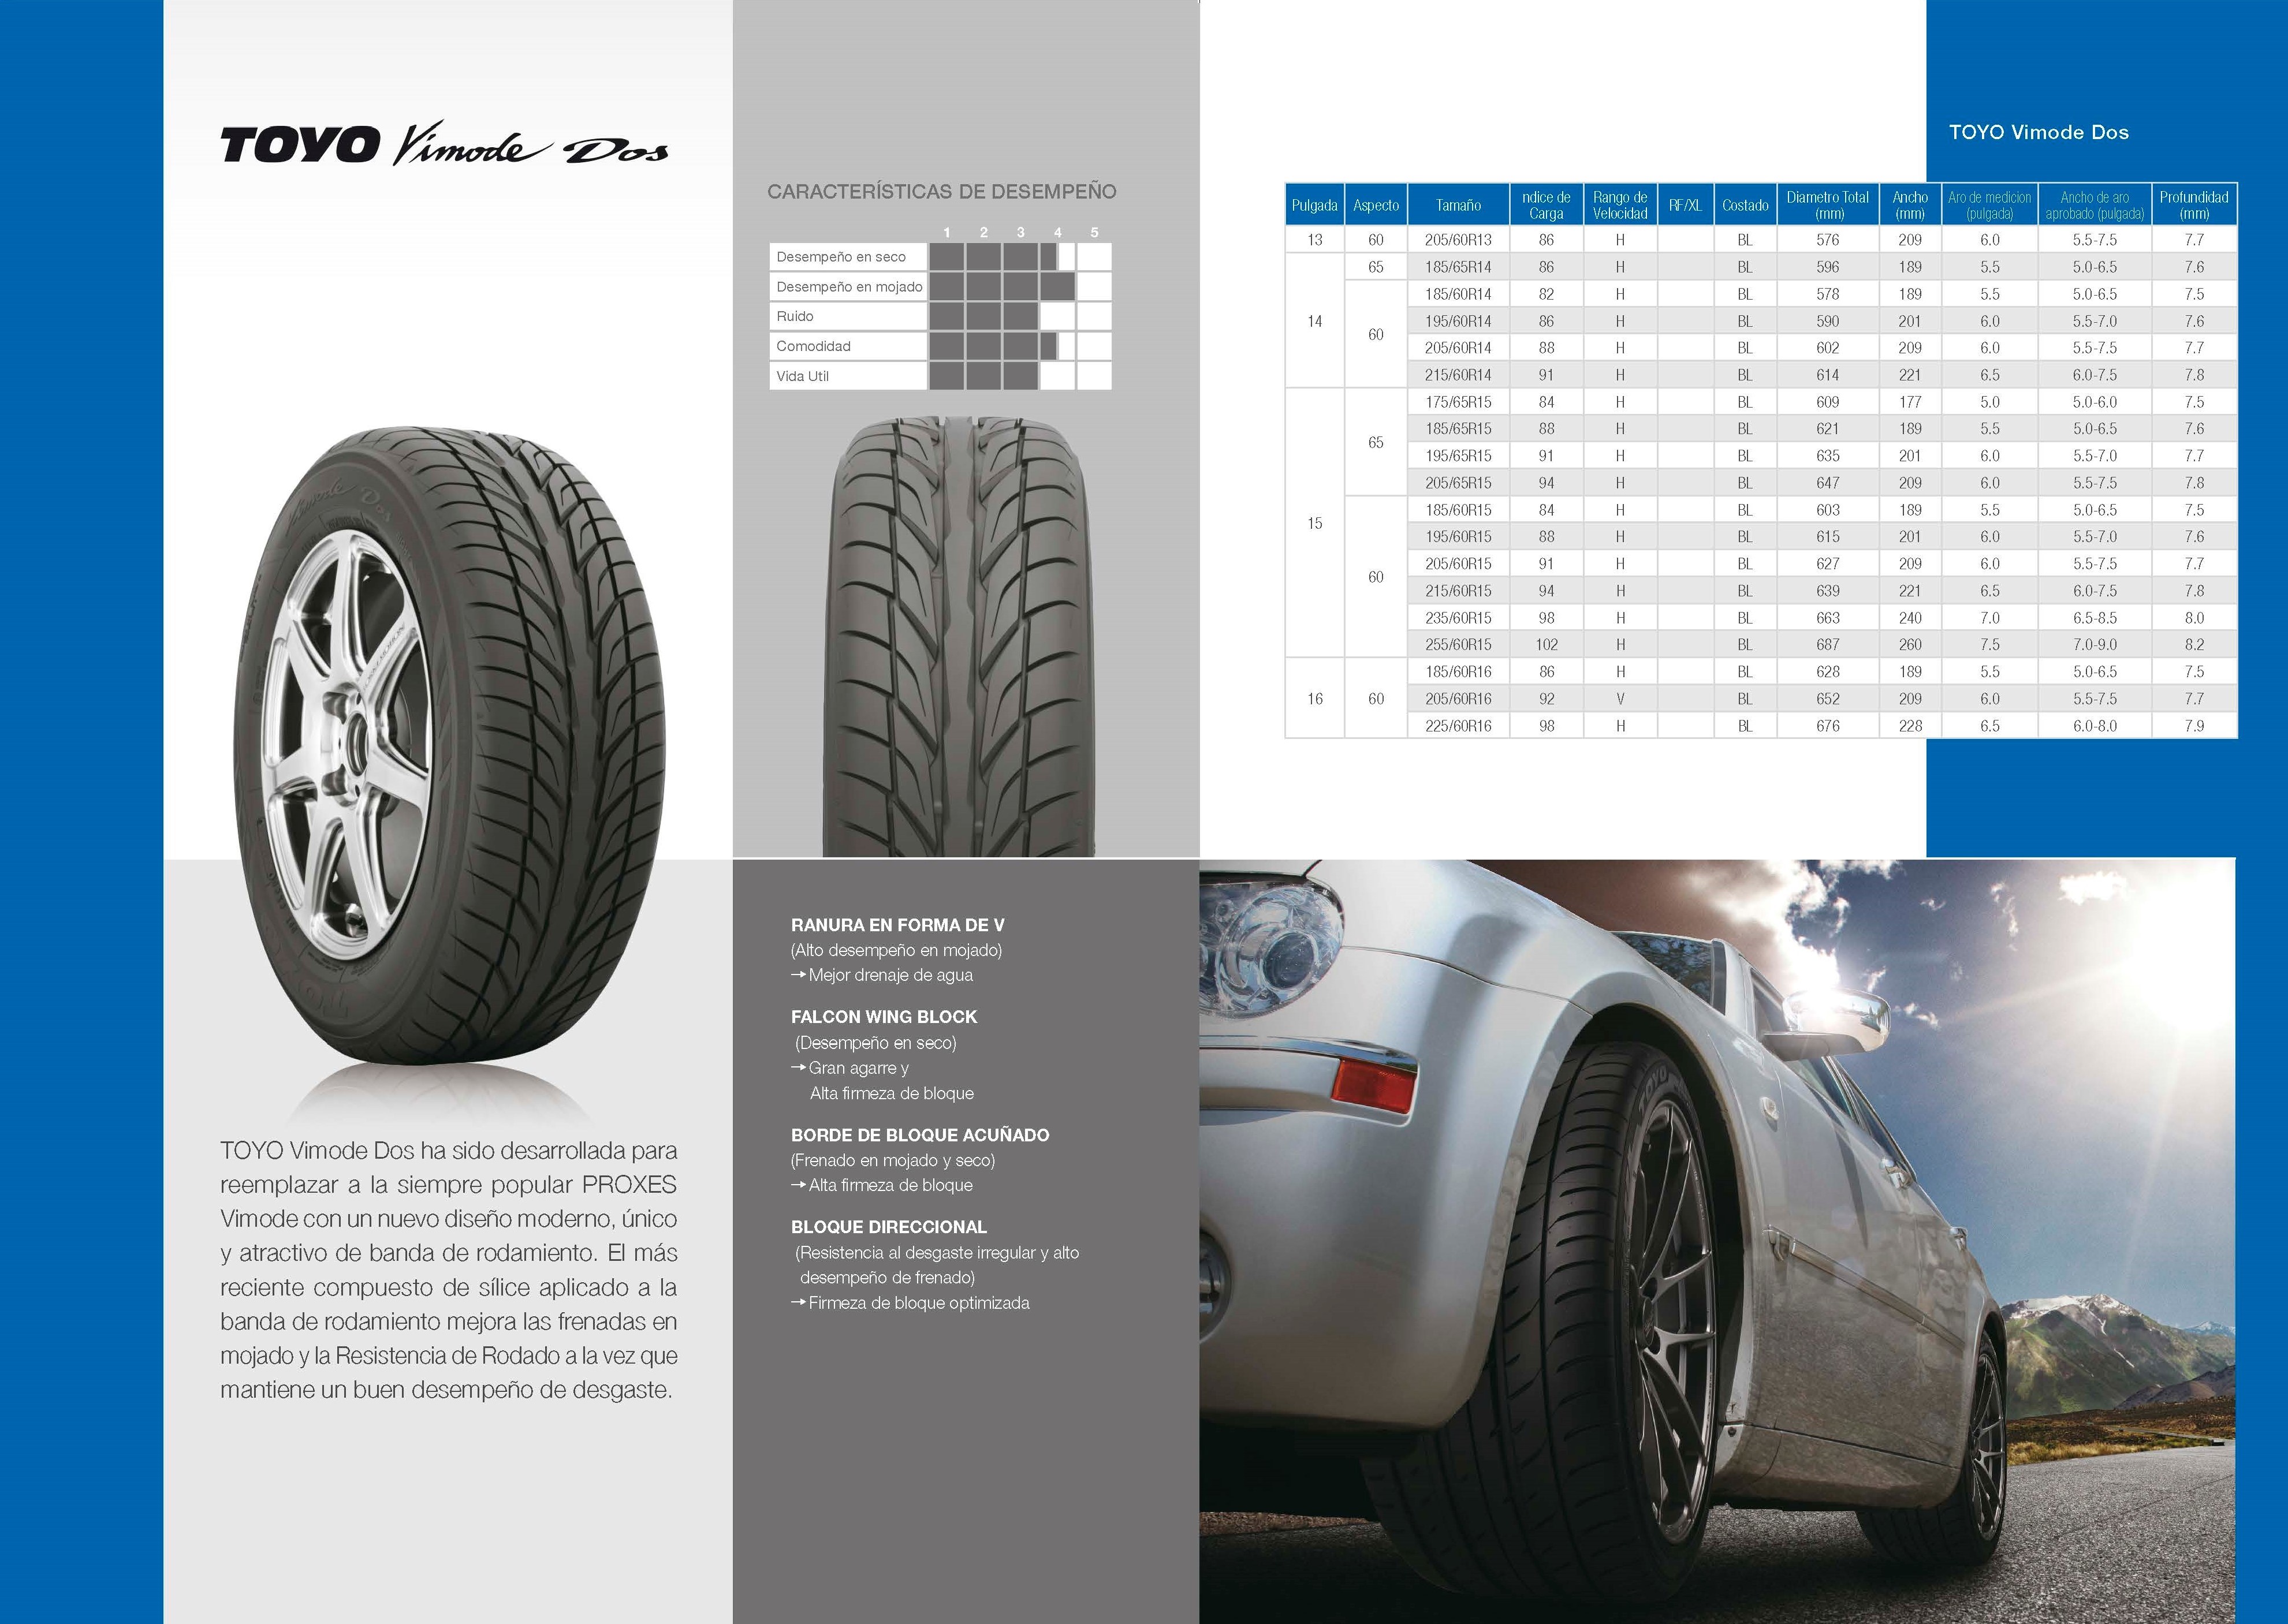 TOYO Vimode Dos
CARACTERÍSTICAS DE DESEMPEÑO
1 2 3 4 5
Desempeño en seco
Desempeño en mojado
Ruido
Comodidad
Vida Util
TOYO Vimode Dos ha sido desarrollada para
reemplazar a la siempre popular PROXES
Vimode con un nuevo diseño moderno, único
y atractivo de banda de rodamiento. El más
reciente compuesto de sílice aplicado a la
banda de rodamiento mejora las frenadas en
mojado y la Resistencia de Rodado a la vez que
mantiene un buen desempeño de desgaste.
RANURA EN FORMA DE V
(Alto desempeño en mojado)
→ Mejor drenaje de agua
FALCON WING BLOCK
(Desempeño en seco)
→ Gran agarre y
Alta firmeza de bloque
BORDE DE BLOQUE ACUÑADO
(Frenado en mojado y seco)
→ Alta firmeza de bloque
BLOQUE DIRECCIONAL
(Resistencia al desgaste irregular y alto
desempeño de frenado)
→ Firmeza de bloque optimizada
TOYO Vimode Dos
Pulgada Aspecto Tamaño ndice de Carga Rango de Velocidad RF/XL Costado Diametro Total (mm) Ancho (mm) Aro de medicion (pulgada) Ancho de aro aprobado (pulgada) Profundidad (mm)
13 60 205/60R13 86 H BL 576 209 6.0 5.5-7.5 7.7
14 65 185/65R14 86 H BL 596 189 5.5 5.0-6.5 7.6
60 185/60R14 82 H BL 578 189 5.5 5.0-6.5 7.5
195/60R14 86 H BL 590 201 6.0 5.5-7.0 7.6
205/60R14 88 H BL 602 209 6.0 5.5-7.5 7.7
215/60R14 91 H BL 614 221 6.5 6.0-7.5 7.8
15 65 175/65R15 84 H BL 609 177 5.0 5.0-6.0 7.5
185/65R15 88 H BL 621 189 5.5 5.0-6.5 7.6
195/65R15 91 H BL 635 201 6.0 5.5-7.0 7.7
205/65R15 94 H BL 647 209 6.0 5.5-7.5 7.8
60 185/60R15 84 H BL 603 189 5.5 5.0-6.5 7.5
195/60R15 88 H BL 615 201 6.0 5.5-7.0 7.6
205/60R15 91 H BL 627 209 6.0 5.5-7.5 7.7
215/60R15 94 H BL 639 221 6.5 6.0-7.5 7.8
235/60R15 98 H BL 663 240 7.0 6.5-8.5 8.0
255/60R15 102 H BL 687 260 7.5 7.0-9.0 8.2
16 60 185/60R16 86 H BL 628 189 5.5 5.0-6.5 7.5
205/60R16 92 V BL 652 209 6.0 5.5-7.5 7.7
225/60R16 98 H BL 676 228 6.5 6.0-8.0 7.9
Vimode Dos
TOYO